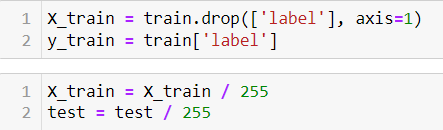 1 X_train = train.drop(['label'], axis=1)
2 y_train = train['label']
1 X_train = X_train / 255
2 test = test / 255